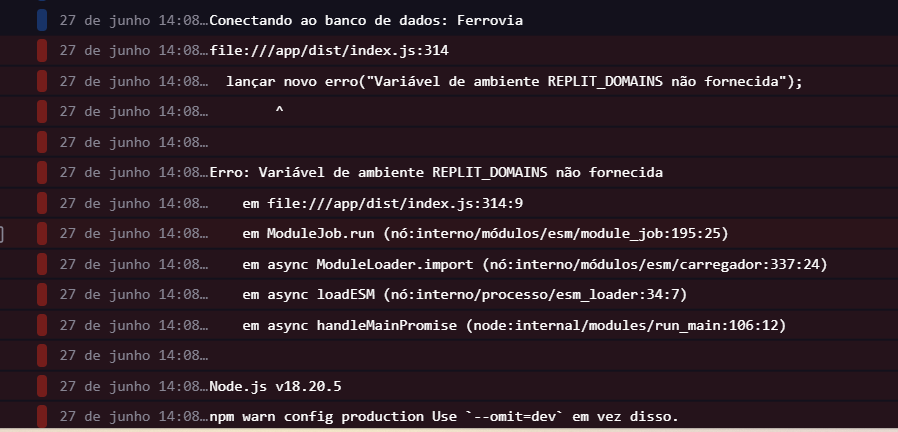 27 de junho 14:08…Conectando ao banco de dados: Ferrovia
27 de junho 14:08…file:///app/dist/index.js:314
27 de junho 14:08…  lançar novo erro("Variável de ambiente REPLIT_DOMAINS não fornecida");
27 de junho 14:08…        ^
27 de junho 14:08…
27 de junho 14:08…Erro: Variável de ambiente REPLIT_DOMAINS não fornecida
27 de junho 14:08…    em file:///app/dist/index.js:314:9
27 de junho 14:08…    em ModuleJob.run (nó:interno/módulos/esm/module_job:195:25)
27 de junho 14:08…    em async ModuleLoader.import (nó:interno/módulos/esm/carregador:337:24)
27 de junho 14:08…    em async loadESM (nó:interno/processo/esm_loader:34:7)
27 de junho 14:08…    em async handleMainPromise (node:internal/modules/run_main:106:12)
27 de junho 14:08…
27 de junho 14:08…Node.js v18.20.5
27 de junho 14:08…npm warn config production Use `--omit=dev` em vez disso.